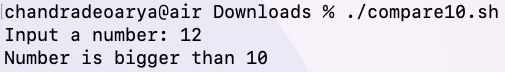 chandradeoarya@air Downloads % ./compare10.sh
Input a number: 12
Number is bigger than 10